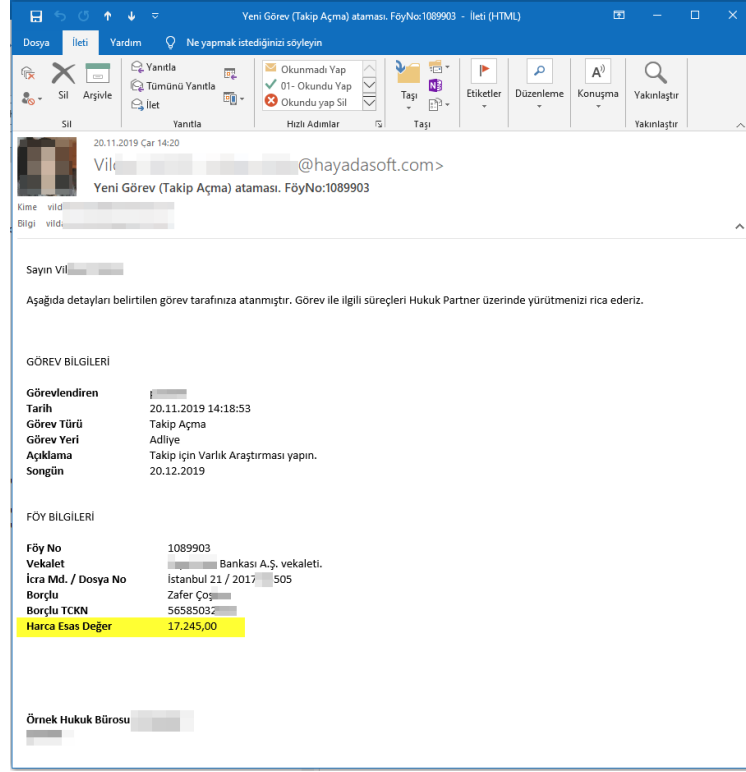 Yeni Görev (Takip Açma) ataması. FöyNo:1089903 - İleti (HTML)
Dosya İleti Yardım Ne yapmak istediğinizi söyleyin
Sil Arşivle Yanıtla Tümünü Yanıtla İlet Okunmadı Yap 01- Okundu Yap Okundu yap Sil Taşı Etiketler Düzenleme Konuşma Yakınlaştır
Sil Yanıtla Hızlı Adımlar Taşı Yakınlaştır
20.11.2019 Çar 14:20
@hayadasoft.com>
Yeni Görev (Takip Açma) ataması. FöyNo:1089903
Kime vild
Bilgi vilda
Sayın Vil
Aşağıda detayları belirtilen görev tarafınıza atanmıştır. Görev ile ilgili süreçleri Hukuk Partner üzerinde yürütmenizi rica ederiz.
GÖREV BİLGİLERİ
Görevlendiren
Tarih 20.11.2019 14:18:53
Görev Türü Takip Açma
Görev Yeri Adliye
Açıklama Takip için Varlık Araştırması yapın.
Songün 20.12.2019
FÖY BİLGİLERİ
Föy No 1089903
Vekalet Bankası A.Ş. vekaleti.
İcra Md. / Dosya No İstanbul 21 / 2017 505
Borçlu Zafer Ço
Borçlu TCKN 56585032
Harca Esas Değer 17.245,00
Örnek Hukuk Bürosu